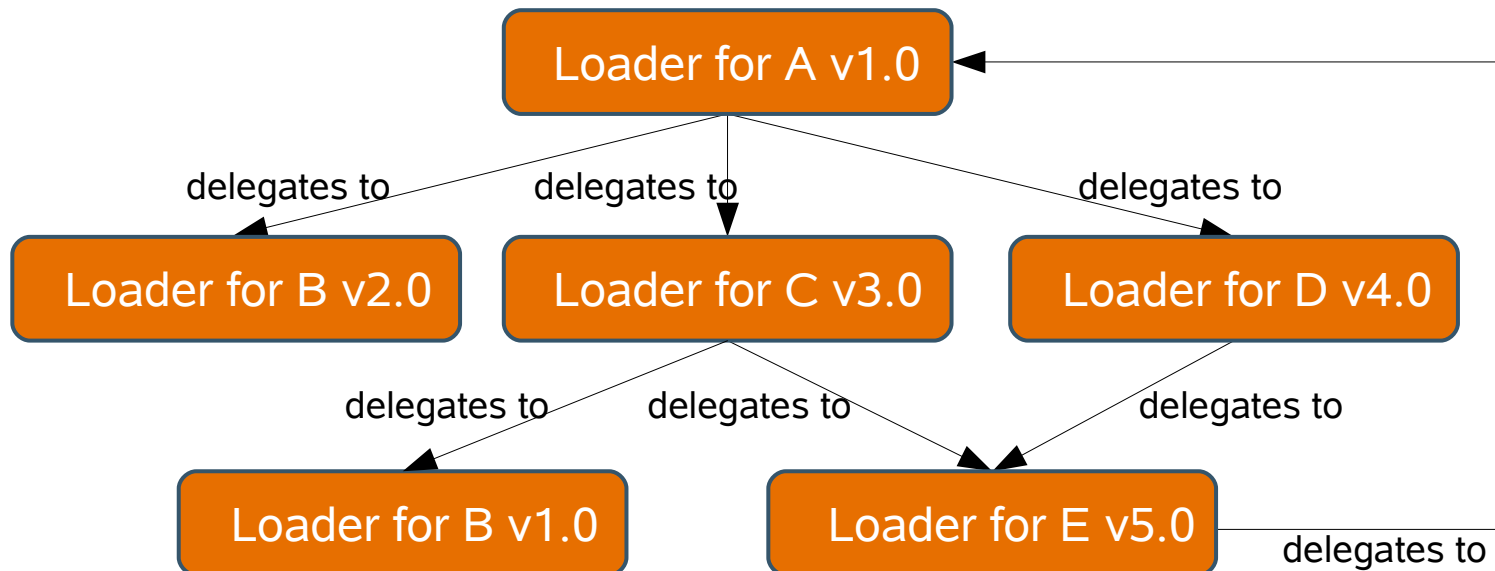 Loader for A v1.0
delegates to
delegates to
delegates to
Loader for B v2.0
Loader for C v3.0
Loader for D v4.0
delegates to
delegates to
delegates to
Loader for B v1.0
Loader for E v5.0
delegates to